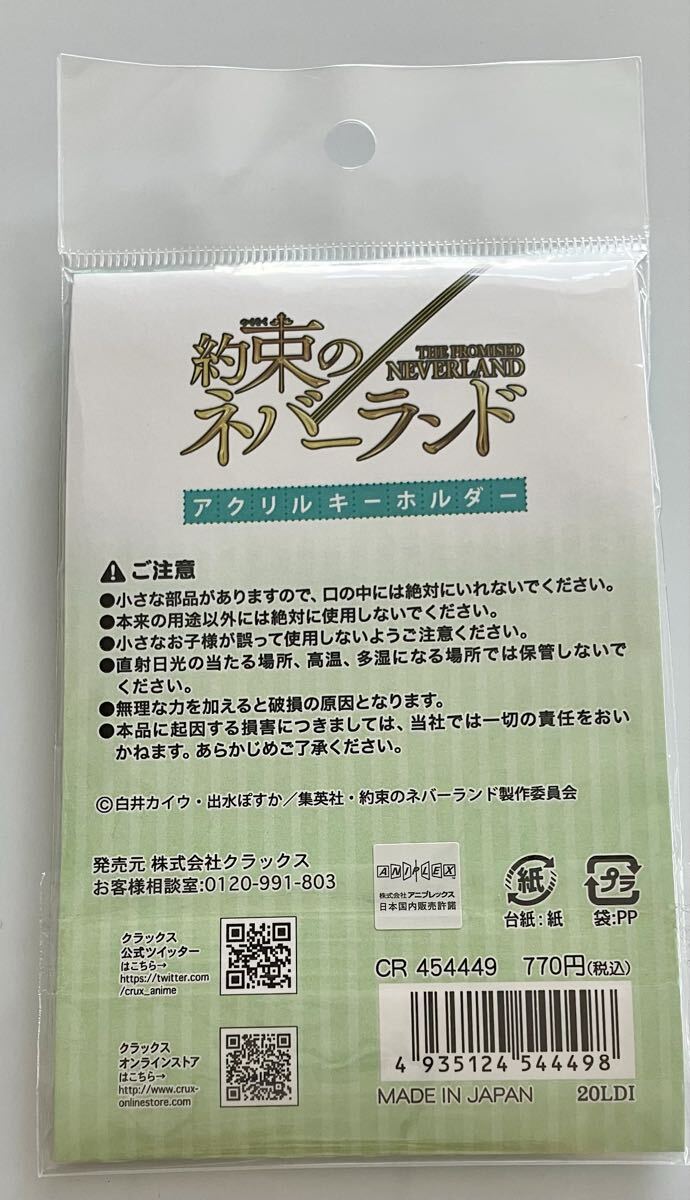 やくそく
約束の
THE PROMISED
NEVERLAND
ネバーランド
アクリルキーホルダー
ご注意
●小さな部品がありますので、口の中には絶対にいれないでください。
●本来の用途以外には絶対に使用しないでください。
●小さなお子様が誤って使用しないようご注意ください。
●直射日光の当たる場所、高温、多湿になる場所では保管しないで
ください。
●無理な力を加えると破損の原因となります。
●本品に起因する損害につきましては、当社では一切の責任をおい
かねます。あらかじめご了承ください。
©白井カイウ・出水ぽすか／集英社・約束のネバーランド製作委員会
発売元 株式会社クラックス
お客様相談室:0120-991-803
ANIPLEX
株式会社 アニプレックス
日本国内販売許諾
紙
台紙:紙
プラ
袋:PP
クラックス
公式ツイッター
はこちら→
https://twitter.com
/crux_anime
CR 454449 770円(税込)
クラックス
オンラインストア
はこちら→
http://www.crux-
onlinestore.com
4 935124 544498
MADE IN JAPAN 20LDI